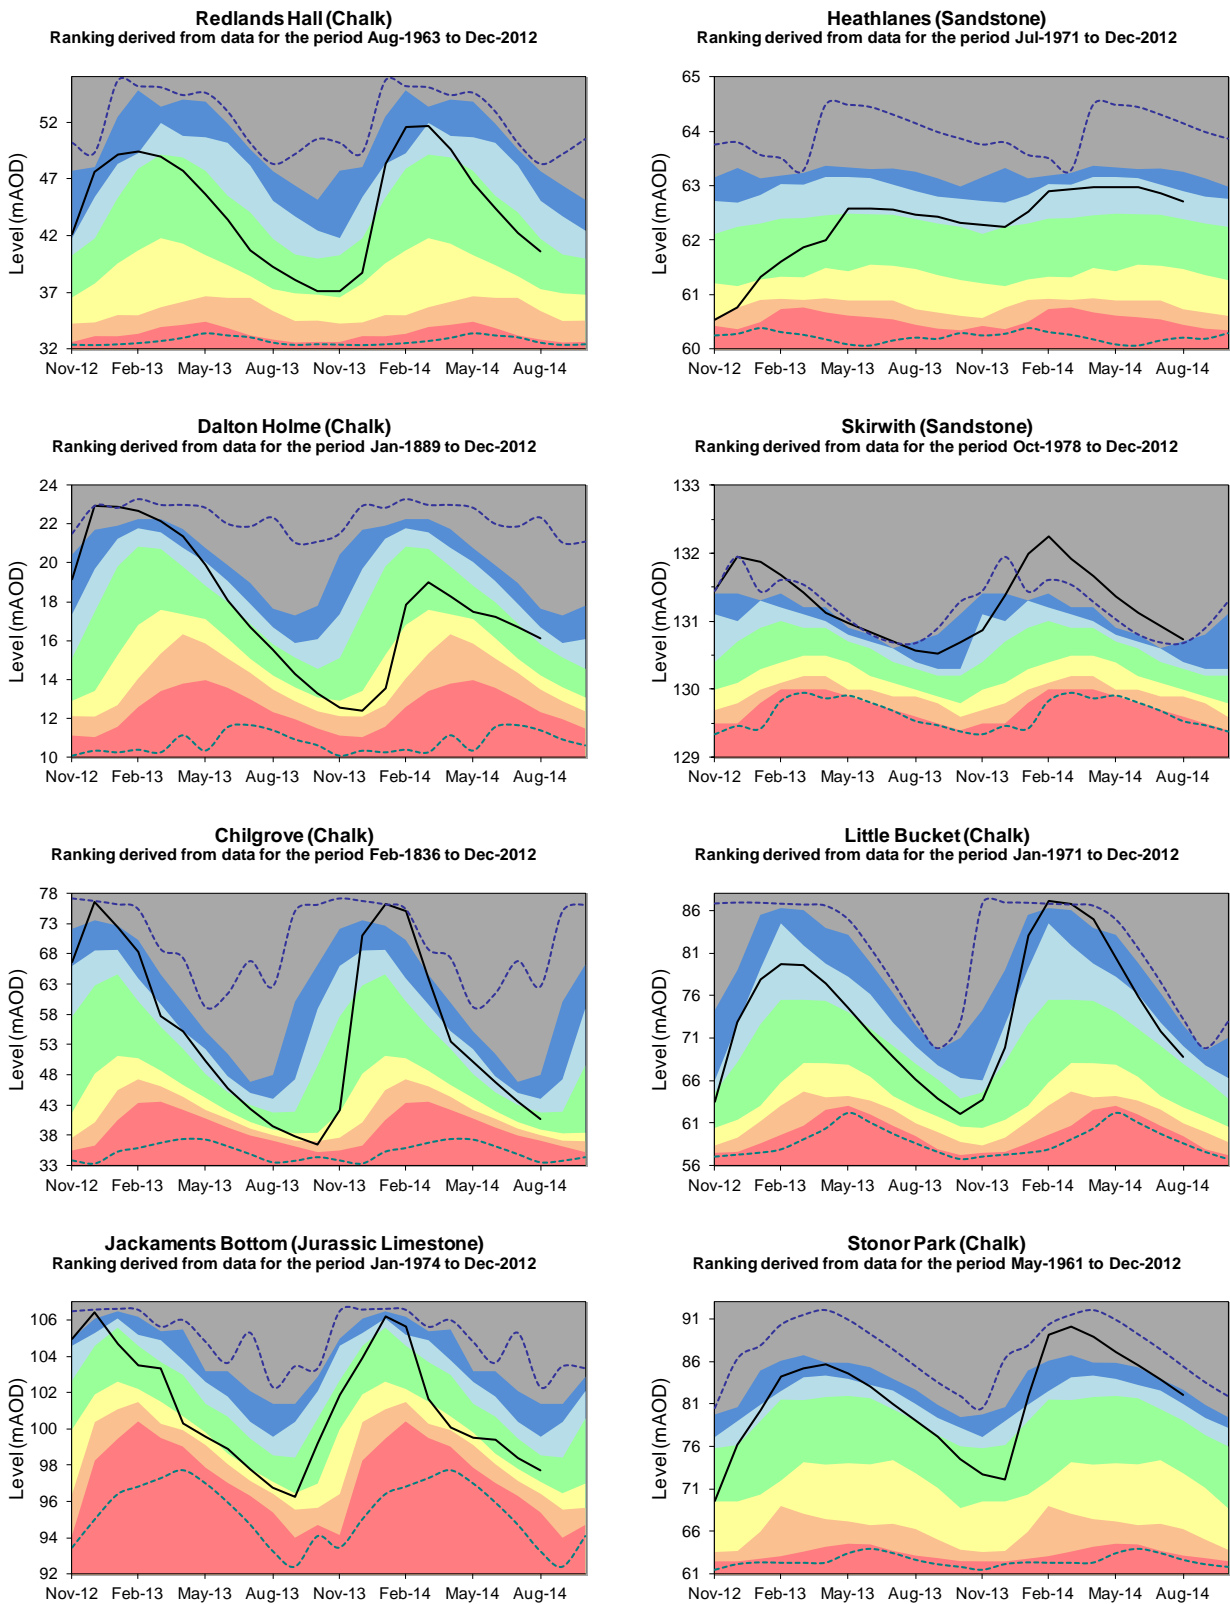 Redlands Hall (Chalk)
Ranking derived from data for the period Aug-1963 to Dec-2012
Level (mAOD)
52
47
42
37
32
Nov-12 Feb-13 May-13 Aug-13 Nov-13 Feb-14 May-14 Aug-14
Heathlanes (Sandstone)
Ranking derived from data for the period Jul-1971 to Dec-2012
Level (mAOD)
65
64
63
62
61
60
Nov-12 Feb-13 May-13 Aug-13 Nov-13 Feb-14 May-14 Aug-14
Dalton Holme (Chalk)
Ranking derived from data for the period Jan-1889 to Dec-2012
Level (mAOD)
24
22
20
18
16
14
12
10
Nov-12 Feb-13 May-13 Aug-13 Nov-13 Feb-14 May-14 Aug-14
Skirwith (Sandstone)
Ranking derived from data for the period Oct-1978 to Dec-2012
Level (mAOD)
133
132
131
130
129
Nov-12 Feb-13 May-13 Aug-13 Nov-13 Feb-14 May-14 Aug-14
Chilgrove (Chalk)
Ranking derived from data for the period Feb-1836 to Dec-2012
Level (mAOD)
78
73
68
63
58
53
48
43
38
33
Nov-12 Feb-13 May-13 Aug-13 Nov-13 Feb-14 May-14 Aug-14
Little Bucket (Chalk)
Ranking derived from data for the period Jan-1971 to Dec-2012
Level (mAOD)
86
81
76
71
66
61
56
Nov-12 Feb-13 May-13 Aug-13 Nov-13 Feb-14 May-14 Aug-14
Jackaments Bottom (Jurassic Limestone)
Ranking derived from data for the period Jan-1974 to Dec-2012
Level (mAOD)
106
104
102
100
98
96
94
92
Nov-12 Feb-13 May-13 Aug-13 Nov-13 Feb-14 May-14 Aug-14
Stonor Park (Chalk)
Ranking derived from data for the period May-1961 to Dec-2012
Level (mAOD)
91
86
81
76
71
66
61
Nov-12 Feb-13 May-13 Aug-13 Nov-13 Feb-14 May-14 Aug-14